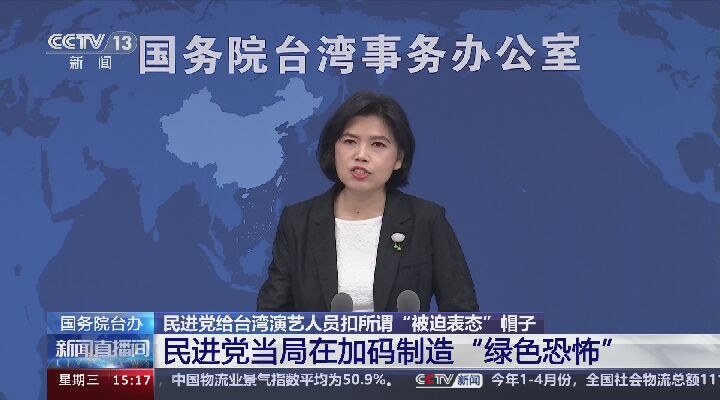 CCTV 13
新闻
国务院台湾事务办公室
国务院台办
民进党给台湾演艺人员扣所谓“被迫表态”帽子
新闻直播间
民进党当局在加码制造“绿色恐怖”
星期三 15:17 中国物流业景气指数平均为50.9%。 CCTV 新闻 今年1-4月份，全国社会物流总额11